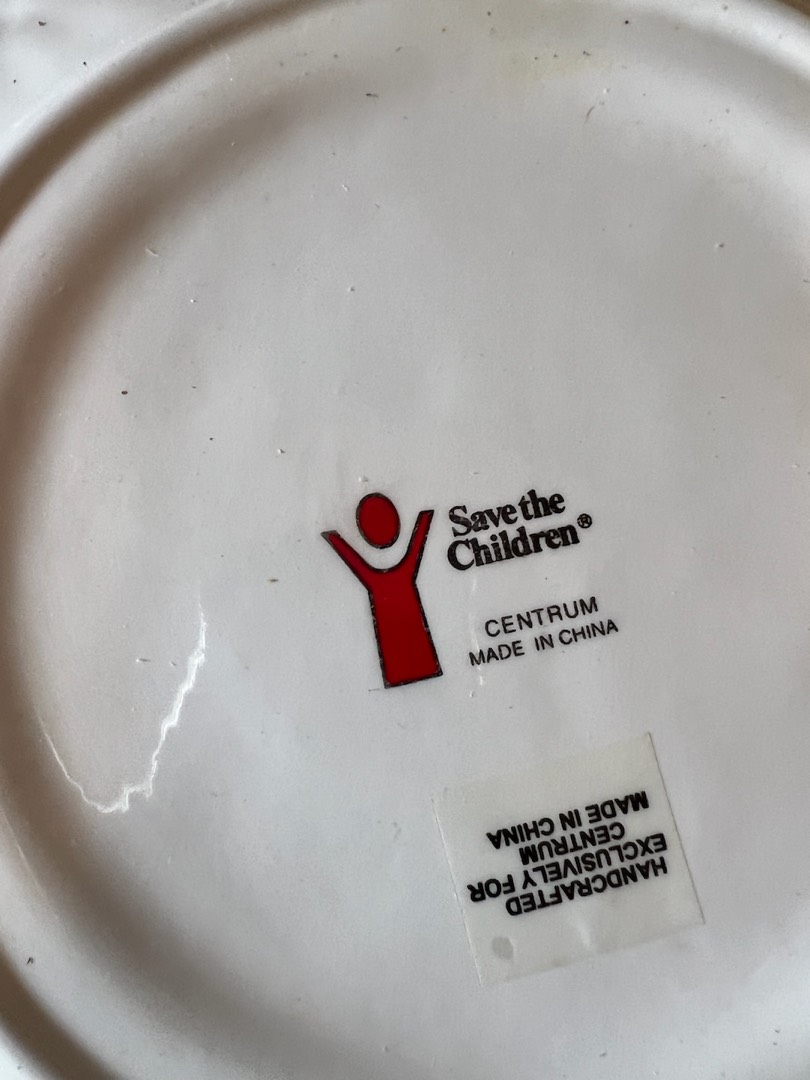 Save the
Children®
CENTRUM
MADE IN CHINA
HANDCRAFTED
EXCLUSIVELY FOR
CENTRUM
MADE IN CHINA